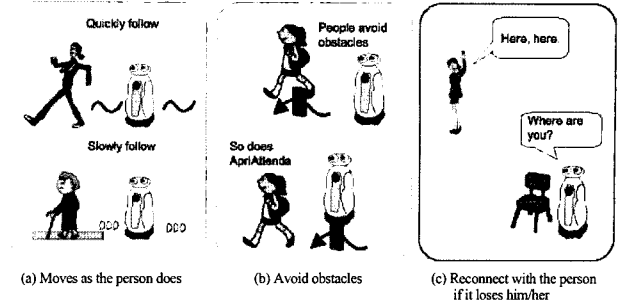 Quickly follow
Slowly follow
People avoid
obstacles
So does
ApriAttenda
Here, here.
Where are
you?
(a) Moves as the person does
(b) Avoid obstacles
(c) Reconnect with the person
if it loses him/her